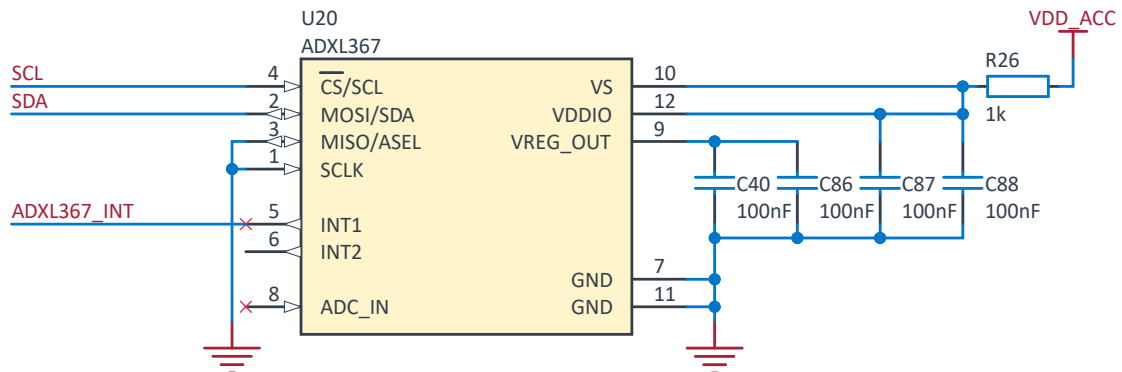 U20
ADXL367
VDD_ACC
SCL
4
CS/SCL
VS
10
R26
1k
SDA
2
MOSI/SDA
VDDIO
12
3
MISO/ASEL
VREG_OUT
9
1
SCLK
C40
100nF
C86
100nF
C87
100nF
C88
100nF
ADXL367_INT
5
INT1
6
INT2
GND
7
8
ADC_IN
GND
11